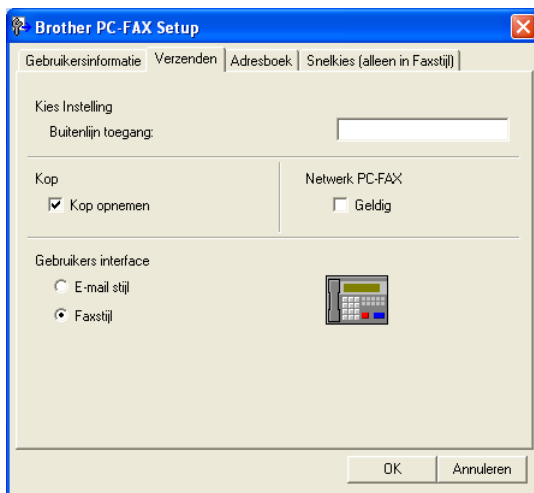 Brother PC-FAX Setup
Gebruikersinformatie Verzenden Adresboek Snelkies (alleen in Faxstijl)
Kies Instelling
Buitenlijn toegang:
Kop Netwerk PC-FAX
Kop opnemen Geldig
Gebruikers interface
E-mail stijl
Faxstijl
OK Annuleren